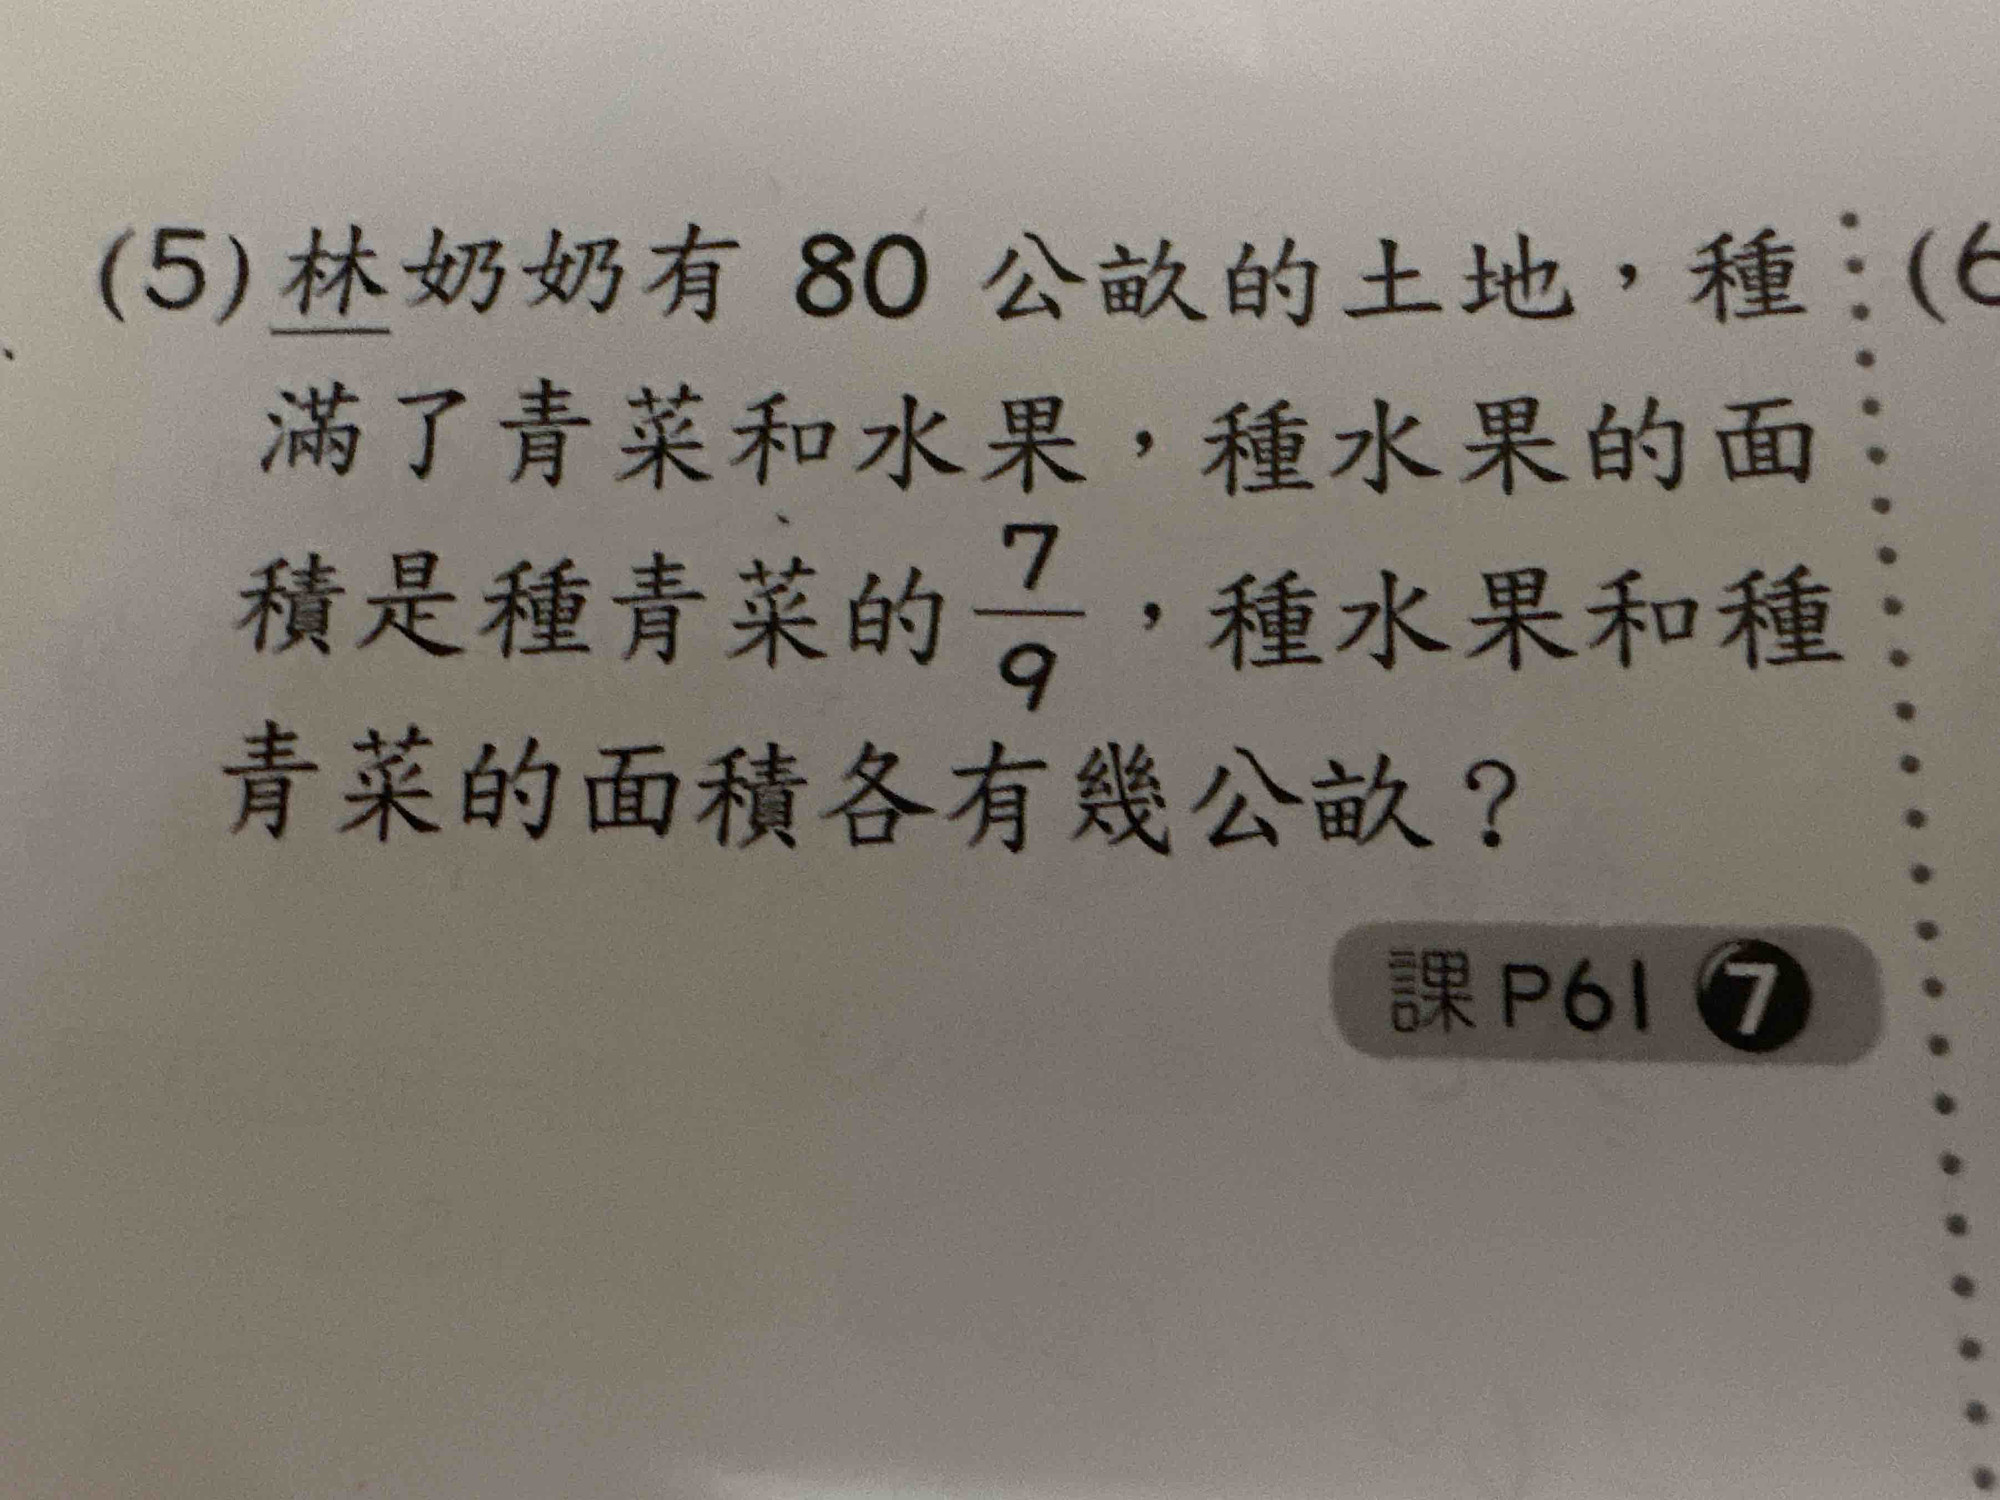 (5)林奶奶有 80 公畝的土地，種
滿了青菜和水果，種水果的面
積是種青菜的7/9，種水果和種
青菜的面積各有幾公畝？
課 P61 7
(6